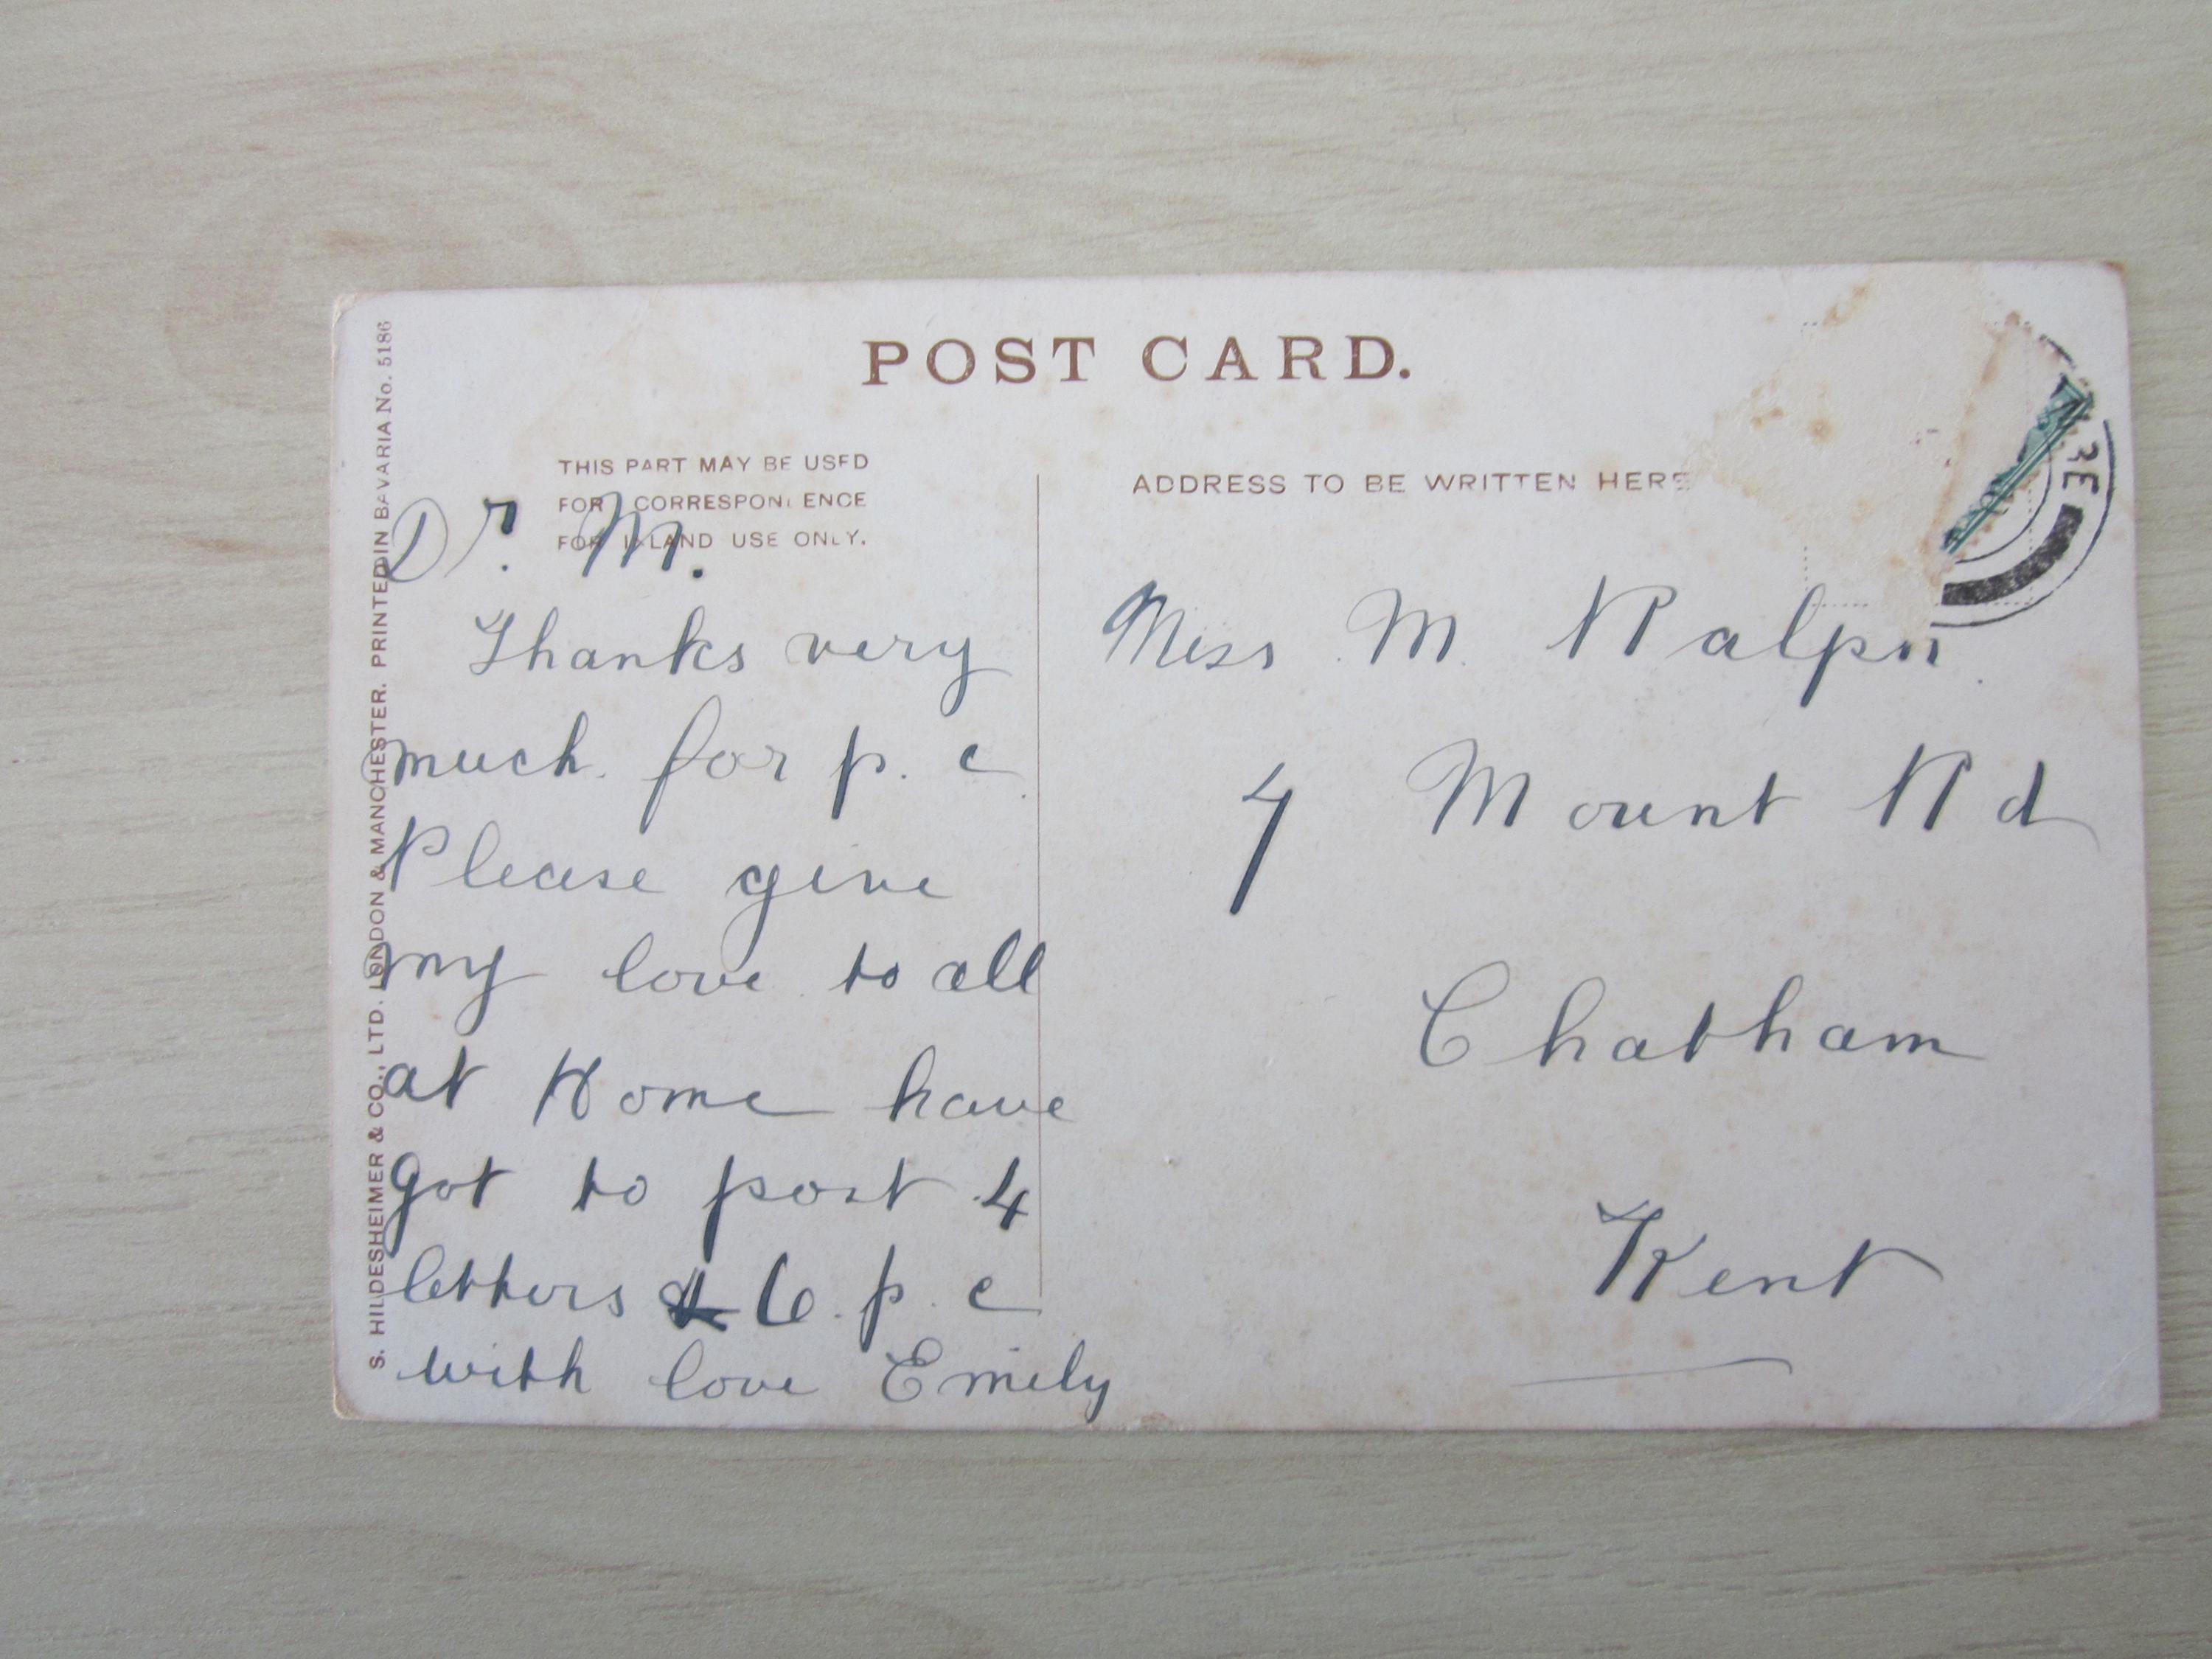 POST CARD.
THIS PART MAY BE USED
FOR CORRESPONDENCE
FOR INLAND USE ONLY.
ADDRESS TO BE WRITTEN HERE
S. HILDESHEIMER & CO., LTD. LONDON & MANCHESTER. PRINTED IN BAVARIA No. 5186
Dr. M.
Thanks very
much. for p. c
Please give
my love to all
at Home have
got to post 4
letters & 6. p. c
with love Emily
Miss M. Ralph.
Mount Rd
Chatham
Kent